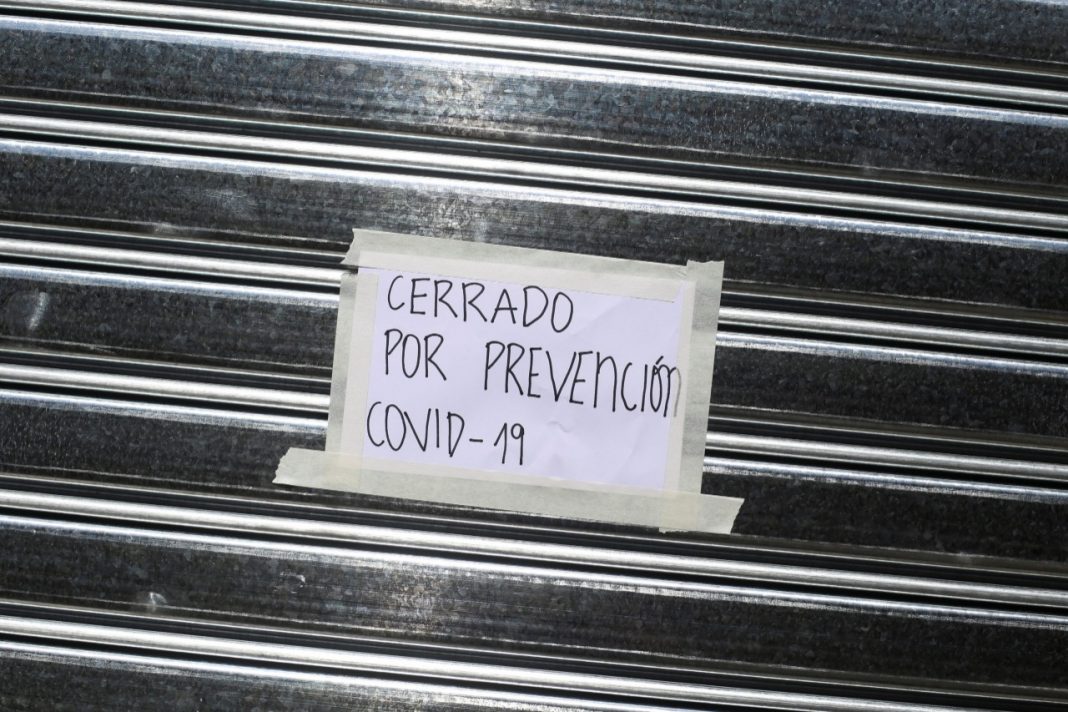 CERRADO
POR PREVENCIÓN
COVID-19